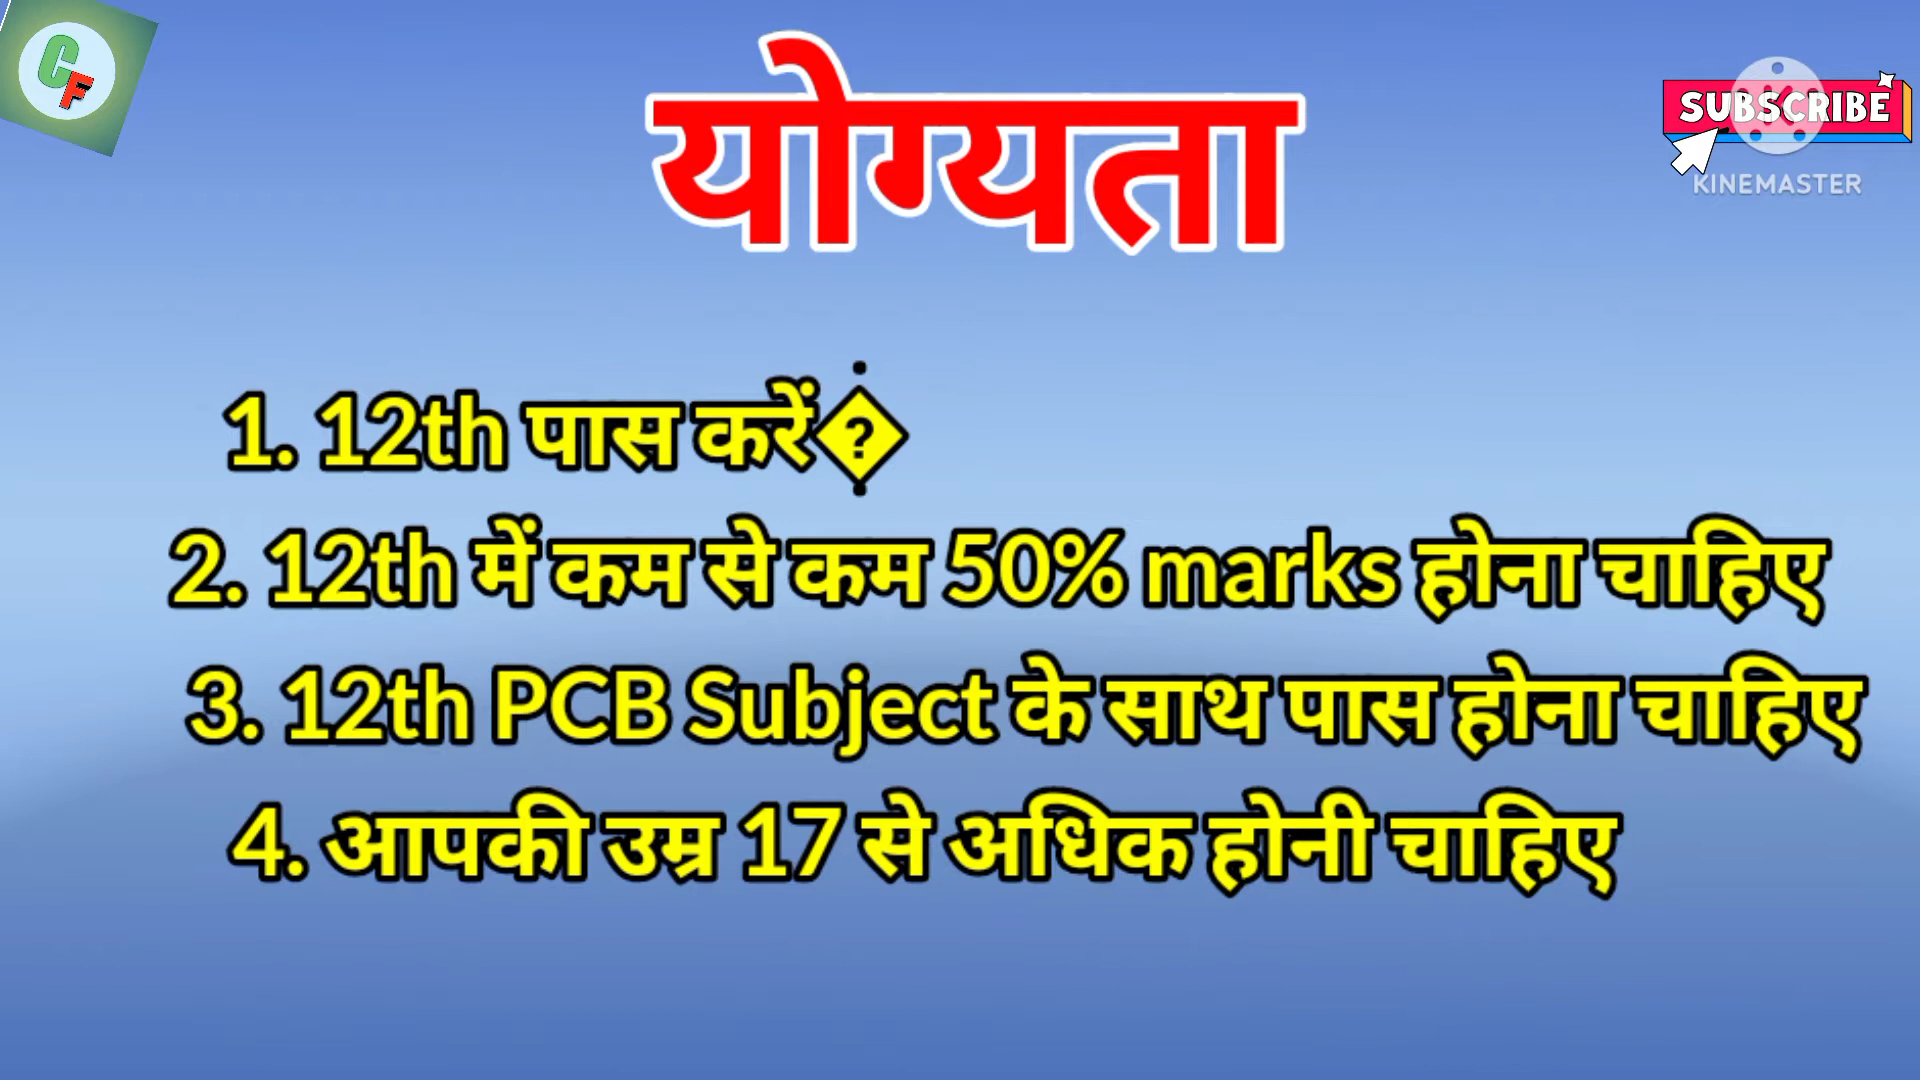 CF
योग्यता
SUBSCRIBE
KINEMASTER
1. 12th पास करें�
2. 12th में कम से कम 50% marks होना चाहिए
3. 12th PCB Subject के साथ पास होना चाहिए
4. आपकी उम्र 17 से अधिक होनी चाहिए